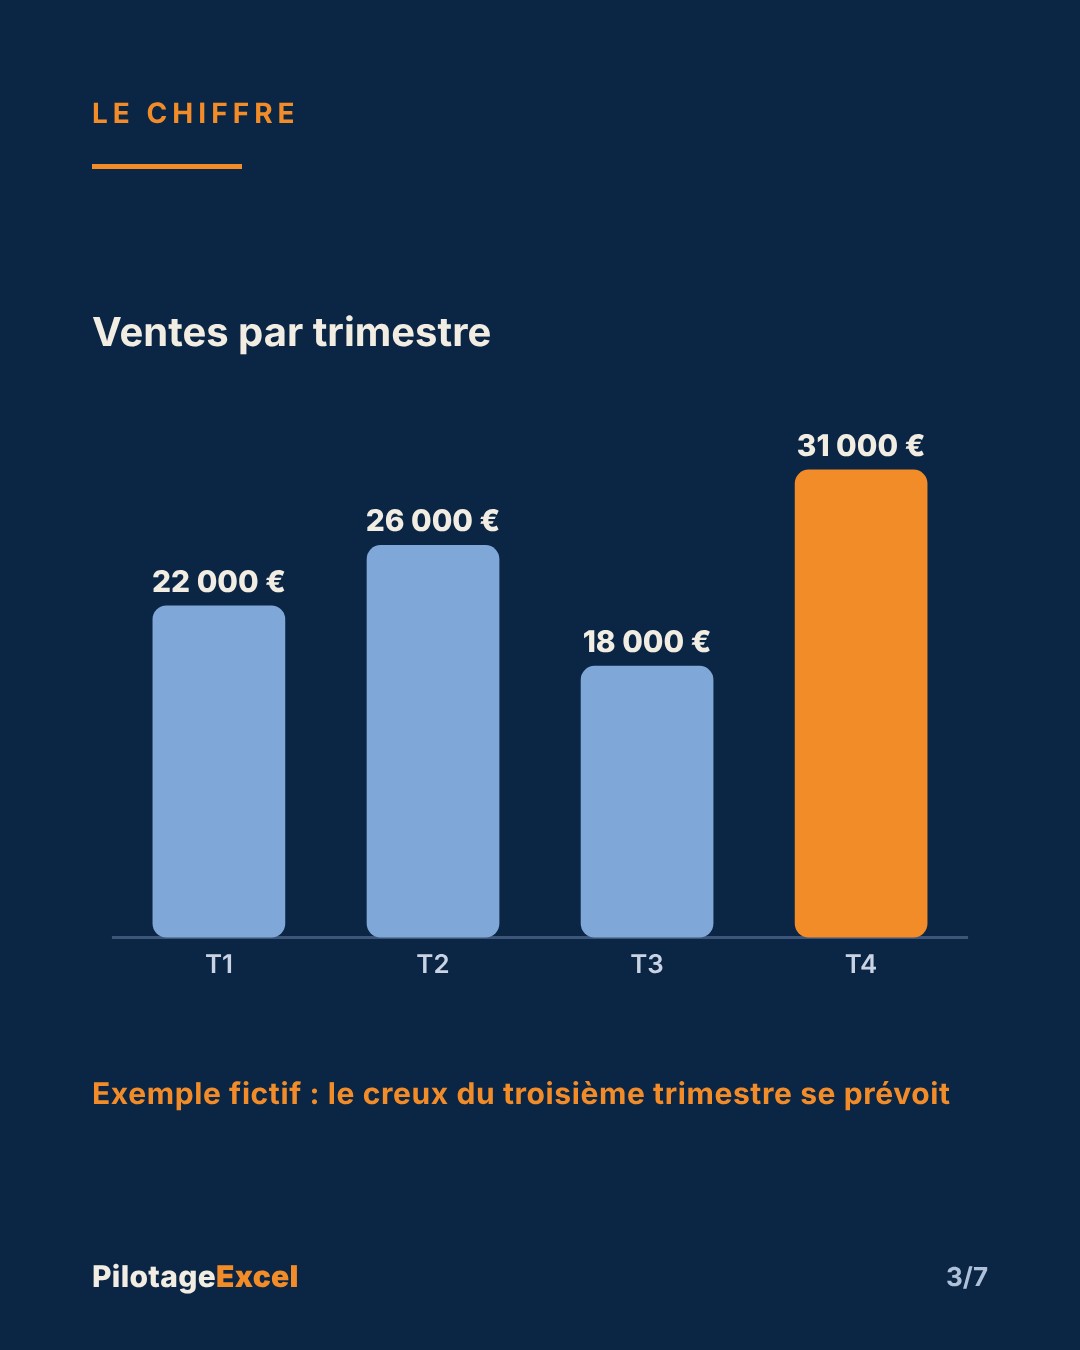 LE CHIFFRE
Ventes par trimestre
31 000 €
26 000 €
22 000 €
18 000 €
T1 T2 T3 T4
Exemple fictif : le creux du troisième trimestre se prévoit
PilotageExcel 3/7